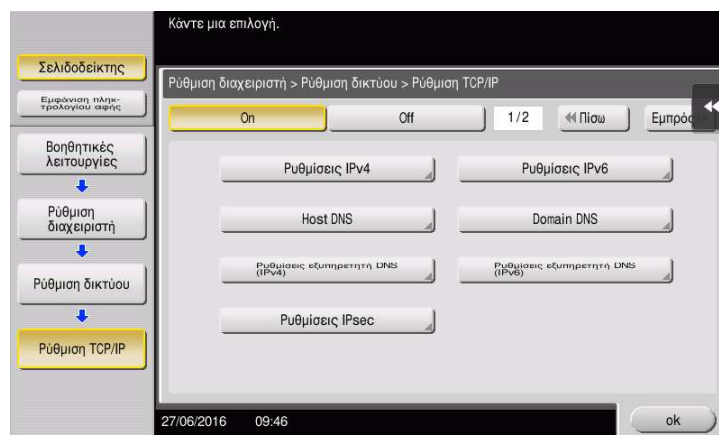 Κάντε μια επιλογή.
Σελιδοδείκτης
Εμφάνιση πληκ-
τρολογίου αφής
Βοηθητικές
λειτουργίες
Ρύθμιση
διαχειριστή
Ρύθμιση δικτύου
Ρύθμιση TCP/IP
Ρύθμιση διαχειριστή > Ρύθμιση δικτύου > Ρύθμιση TCP/IP
On Off 1/2 Πίσω Εμπρός
Ρυθμίσεις IPv4 Ρυθμίσεις IPv6
Host DNS Domain DNS
Ρυθμίσεις εξυπηρετητή DNS
(IPv4)
Ρυθμίσεις εξυπηρετητή DNS
(IPv6)
Ρυθμίσεις IPsec
27/06/2016 09:46 ok